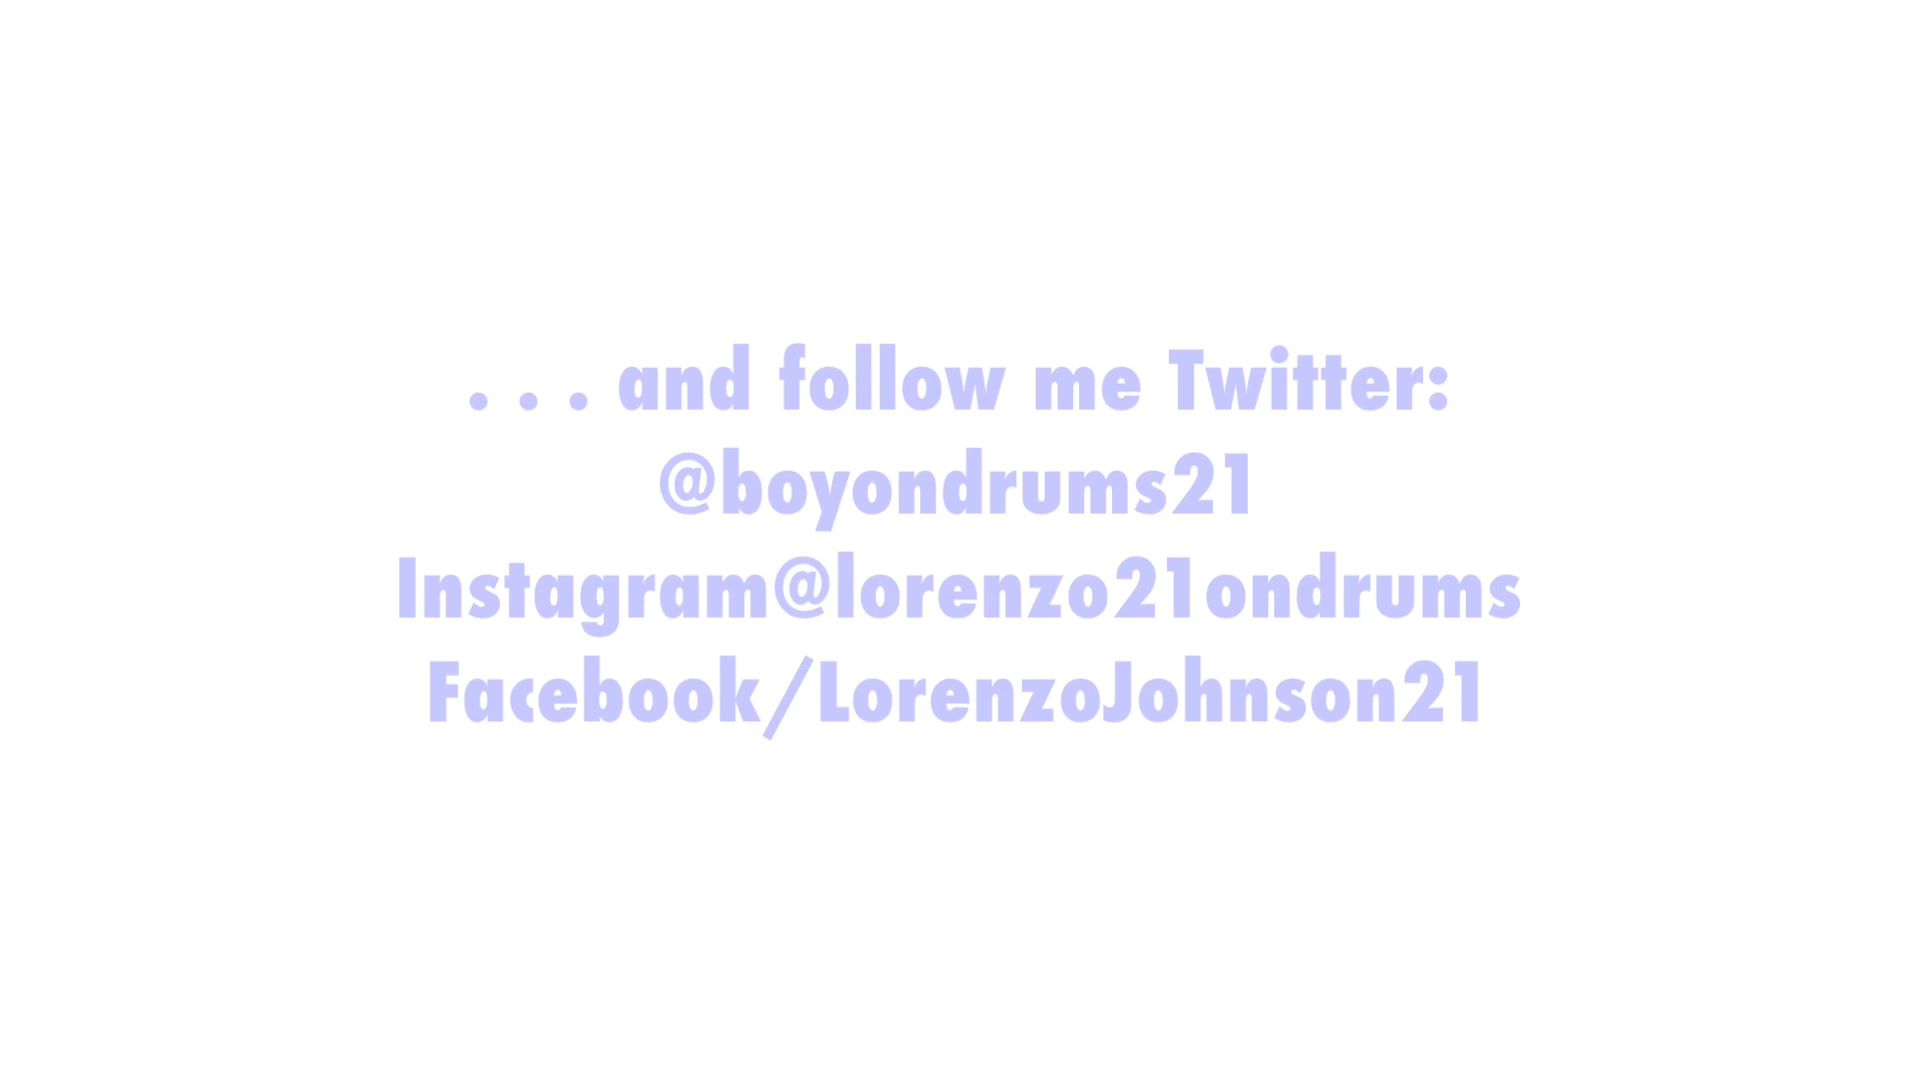 . . . and follow me Twitter:
@boyondrums21
Instagram@lorenzo21ondrums
Facebook/LorenzoJohnson21